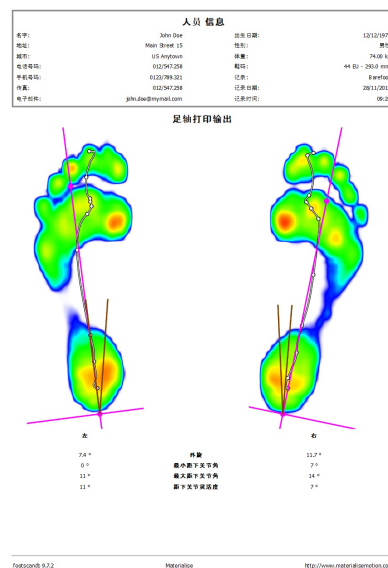 人员 信息
名字: John Doe 出生日期: 12/12/197
地址: Main Street 15 性别: 男性
城市: US Anytown 体重: 74.00 k
电话号码: 012/547.258 鞋码: 44 EU - 293.0 mm
手机号码: 0123/789.321 记录: Barefoo
传真: 012/547.258 记录日期: 28/11/201
电子邮件: john.doe@mymail.com 记录时间: 09:2
足轴打印输出
左 右
7.4 ° 外旋 11.7 °
0 ° 最小距下关节角 7 °
11 ° 最大距下关节角 14 °
11 ° 距下关节灵活度 7 °
footscan® 9.7.2 Materialise http://www.materialisemotion.co